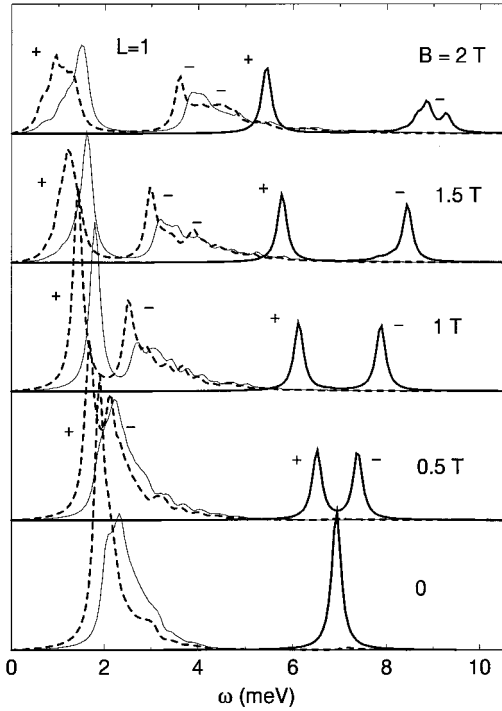 + L=1 − − + B = 2 T −
+ − − + − 1.5 T
+ − + − 1 T
+ − + − 0.5 T
0
0 2 4 6 8 10
ω (meV)